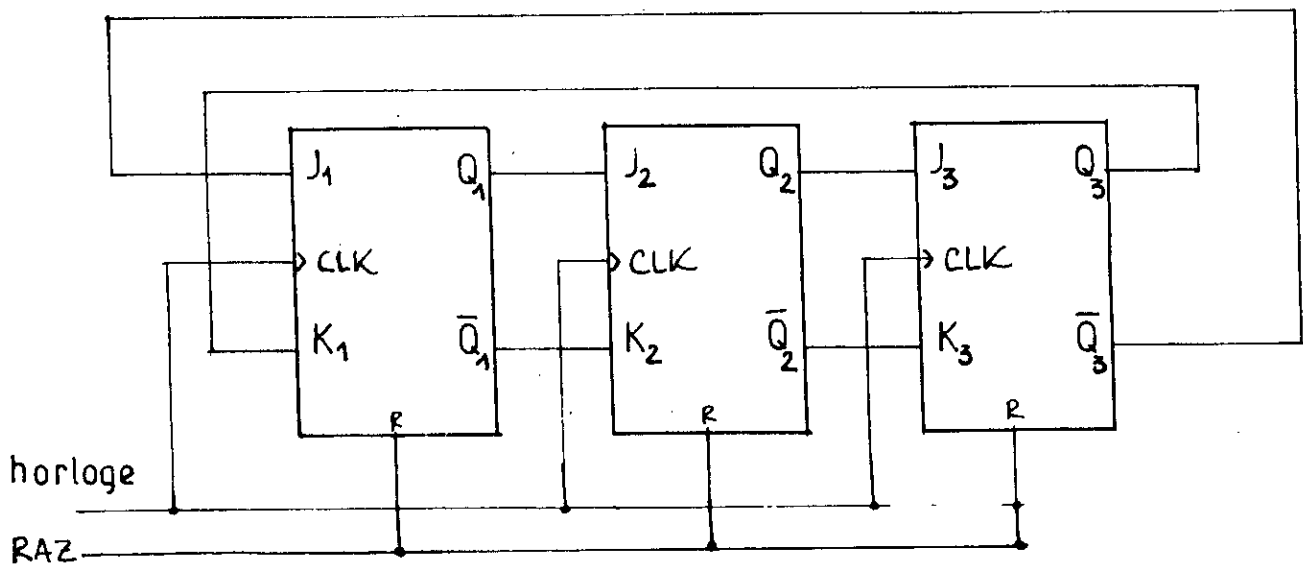 J₁ Q₁ J₂ Q₂ J₃ Q₃
CLK CLK CLK
K₁ Q̅₁ K₂ Q̅₂ K₃ Q̅₃
R R R
horloge
RAZ